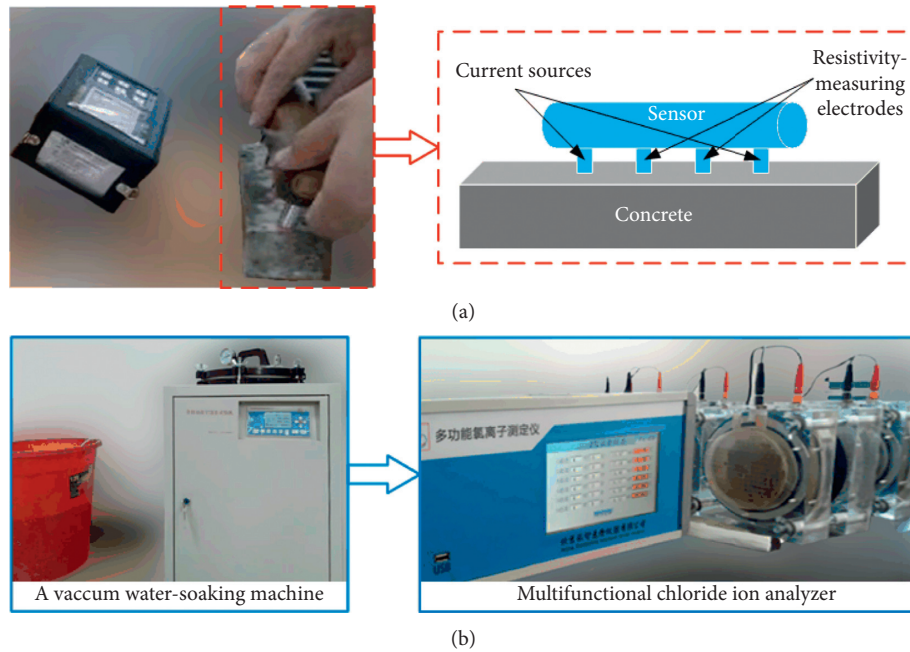 Current sources
Resistivity-
measuring
electrodes
Sensor
Concrete
(a)
多功能氯离子测定仪
USB
A vaccum water-soaking machine
Multifunctional chloride ion analyzer
(b)